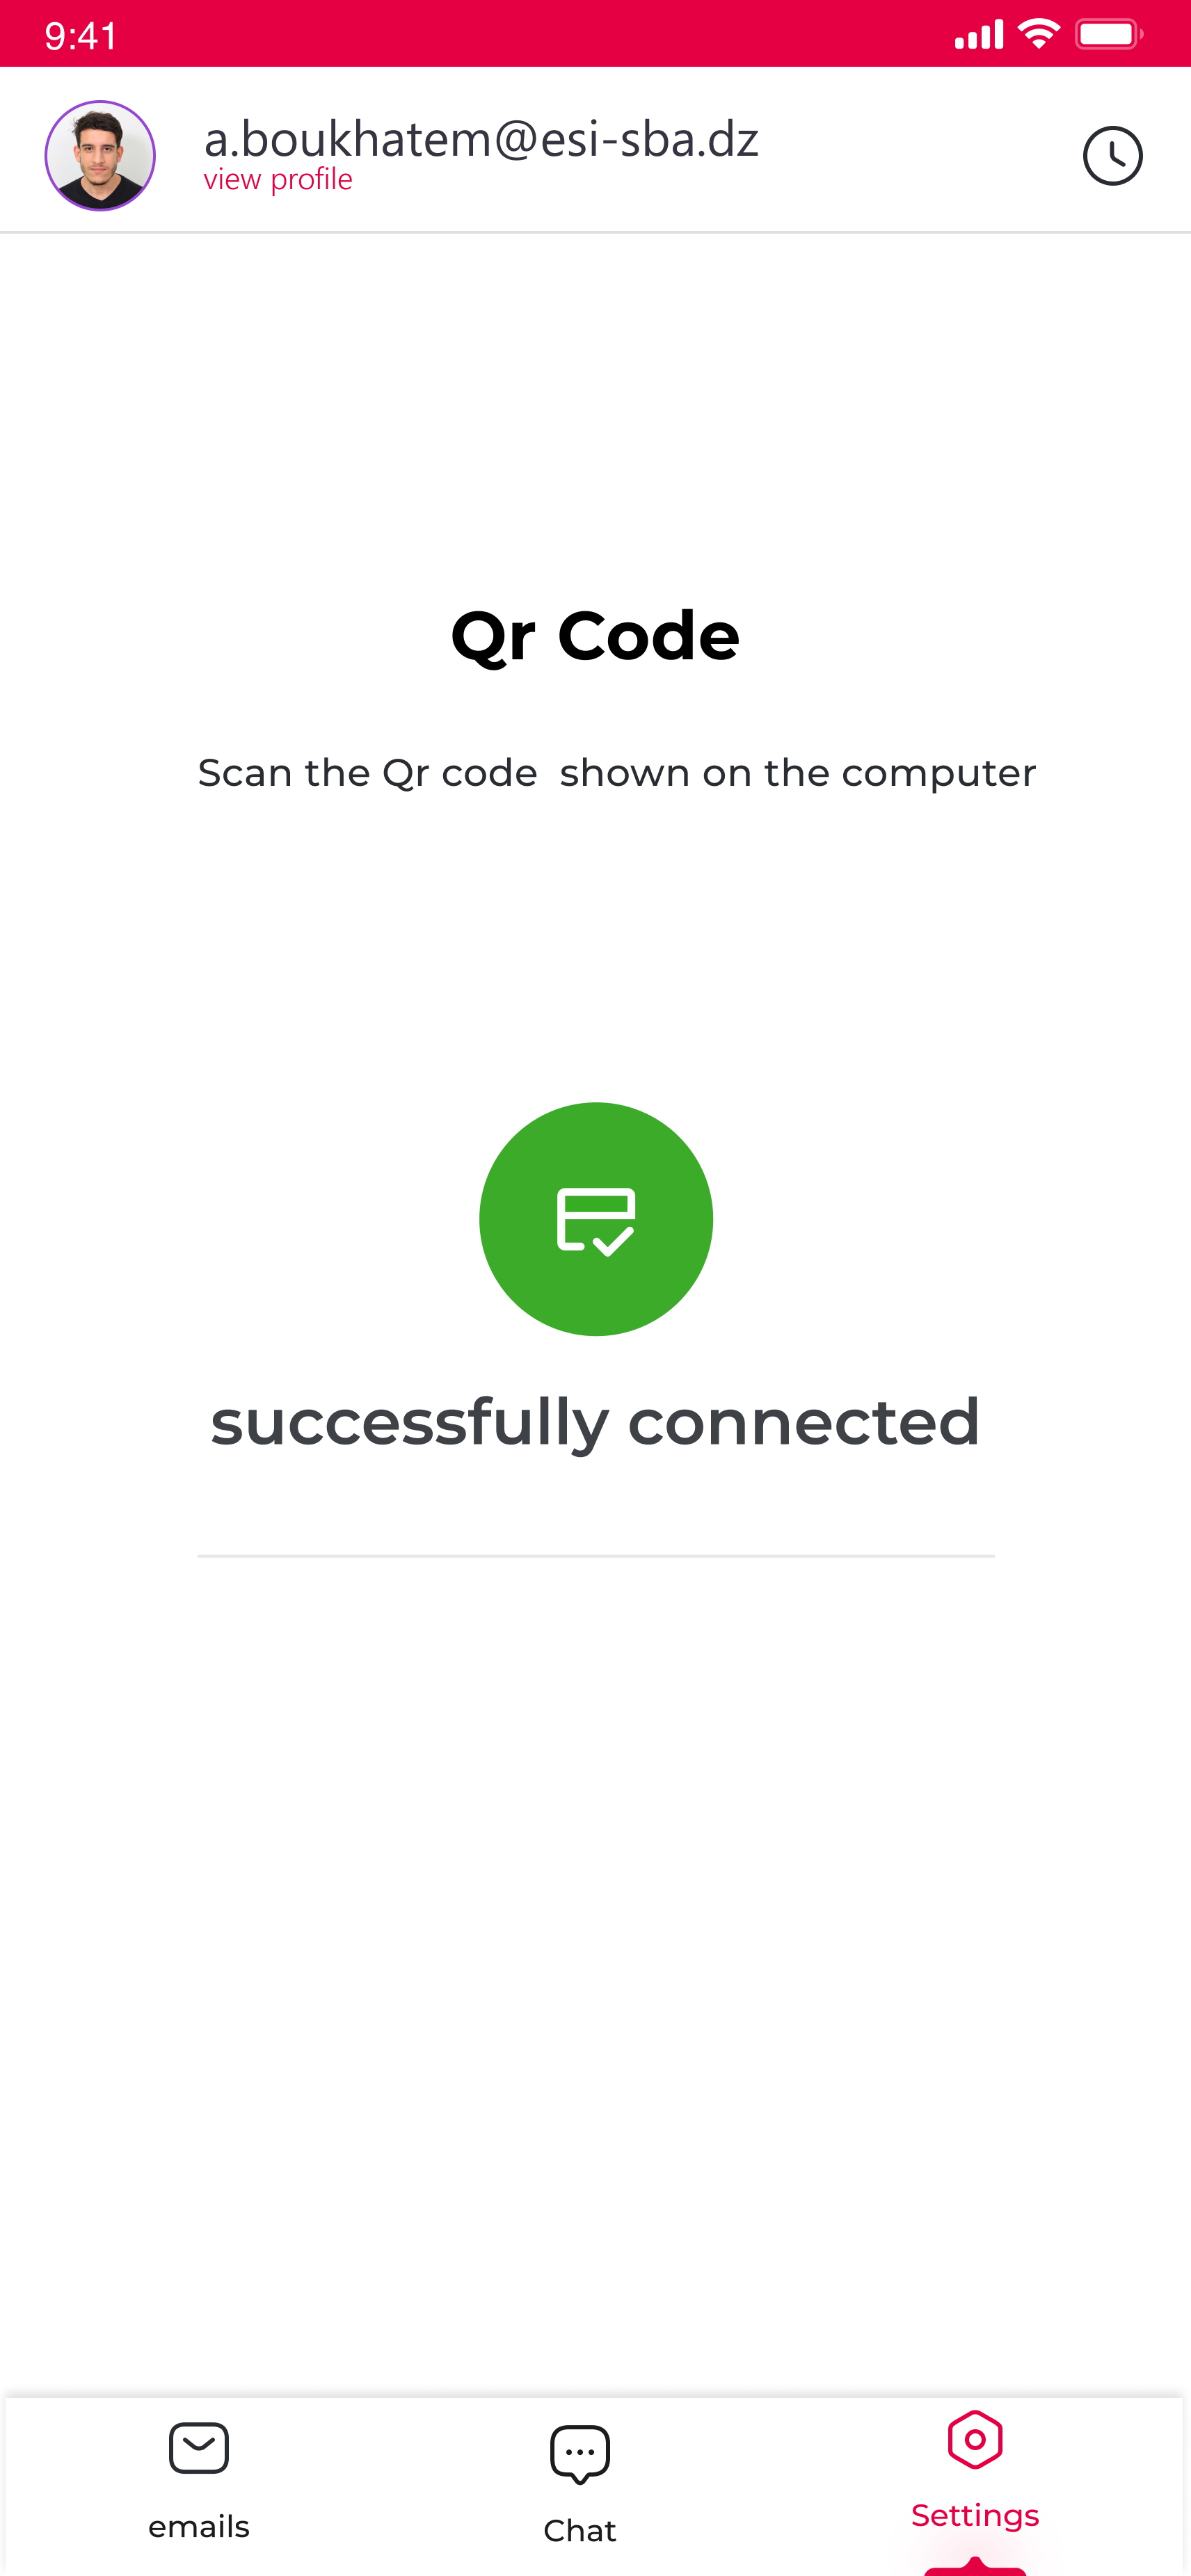 9:41
a.boukhatem@esi-sba.dz
view profile
Qr Code
Scan the Qr code  shown on the computer
successfully connected
emails
Chat
Settings